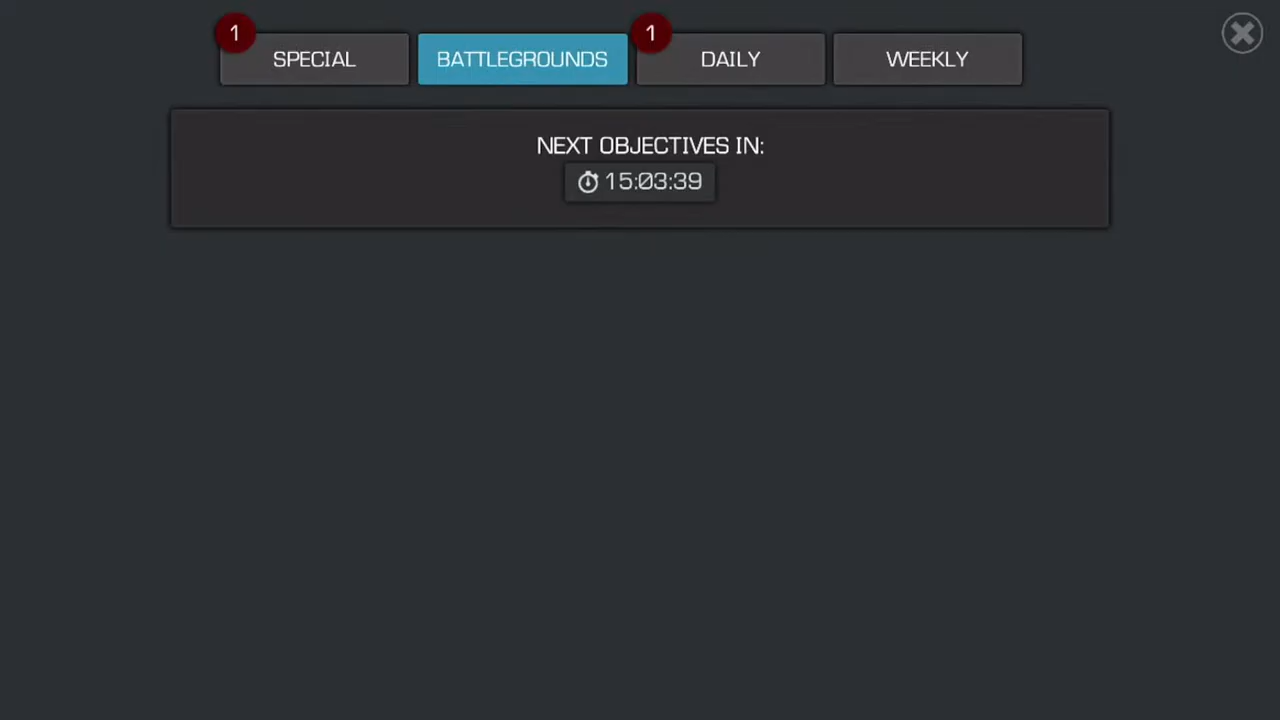 1
SPECIAL
BATTLEGROUNDS
1
DAILY
WEEKLY
NEXT OBJECTIVES IN:
15:03:39